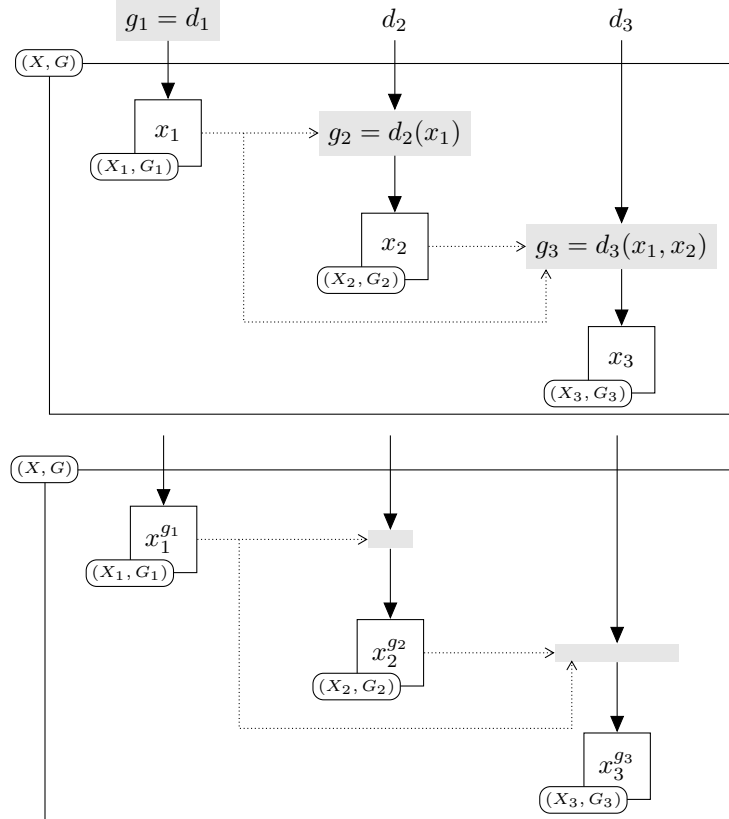 $g_1 = d_1$ $d_2$ $d_3$
$(X, G)$
$x_1$ $g_2 = d_2(x_1)$
$(X_1, G_1)$
$x_2$ $g_3 = d_3(x_1, x_2)$
$(X_2, G_2)$
$x_3$
$(X_3, G_3)$
$(X, G)$
$x_1^{g_1}$
$(X_1, G_1)$
$x_2^{g_2}$
$(X_2, G_2)$
$x_3^{g_3}$
$(X_3, G_3)$